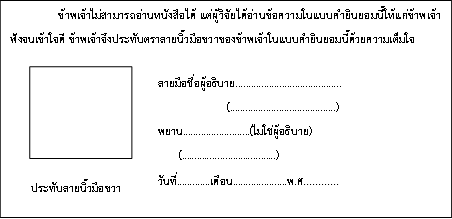 ข้าพเจ้าไม่สามารถอ่านหนังสือได้ แต่ผู้วิจัยได้อ่านข้อความในแบบคำยินยอมนี้ให้แก่ข้าพเจ้า
ฟังจนเข้าใจดี ข้าพเจ้าจึงประทับตราลายนิ้วมือขวาของข้าพเจ้าในแบบคำยินยอมนี้ด้วยความเต็มใจ
ลายมือชื่อผู้อธิบาย......................................
(......................................)
พยาน........................(ไม่ใช่ผู้อธิบาย)
(..................................)
ประทับลายนิ้วมือขวา
วันที่............เดือน....................พ.ศ............